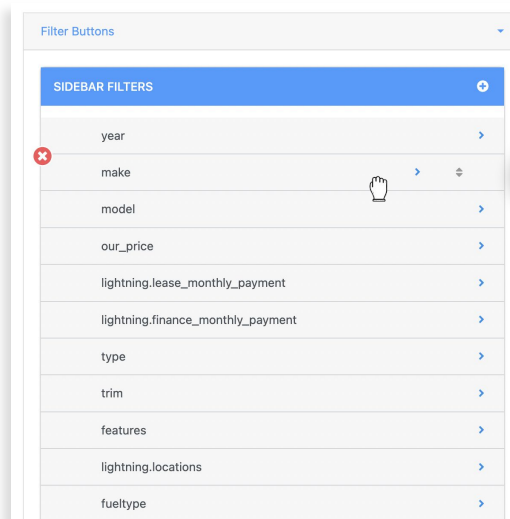 Filter Buttons
SIDEBAR FILTERS
year
make
model
our_price
lightning.lease_monthly_payment
lightning.finance_monthly_payment
type
trim
features
lightning.locations
fueltype